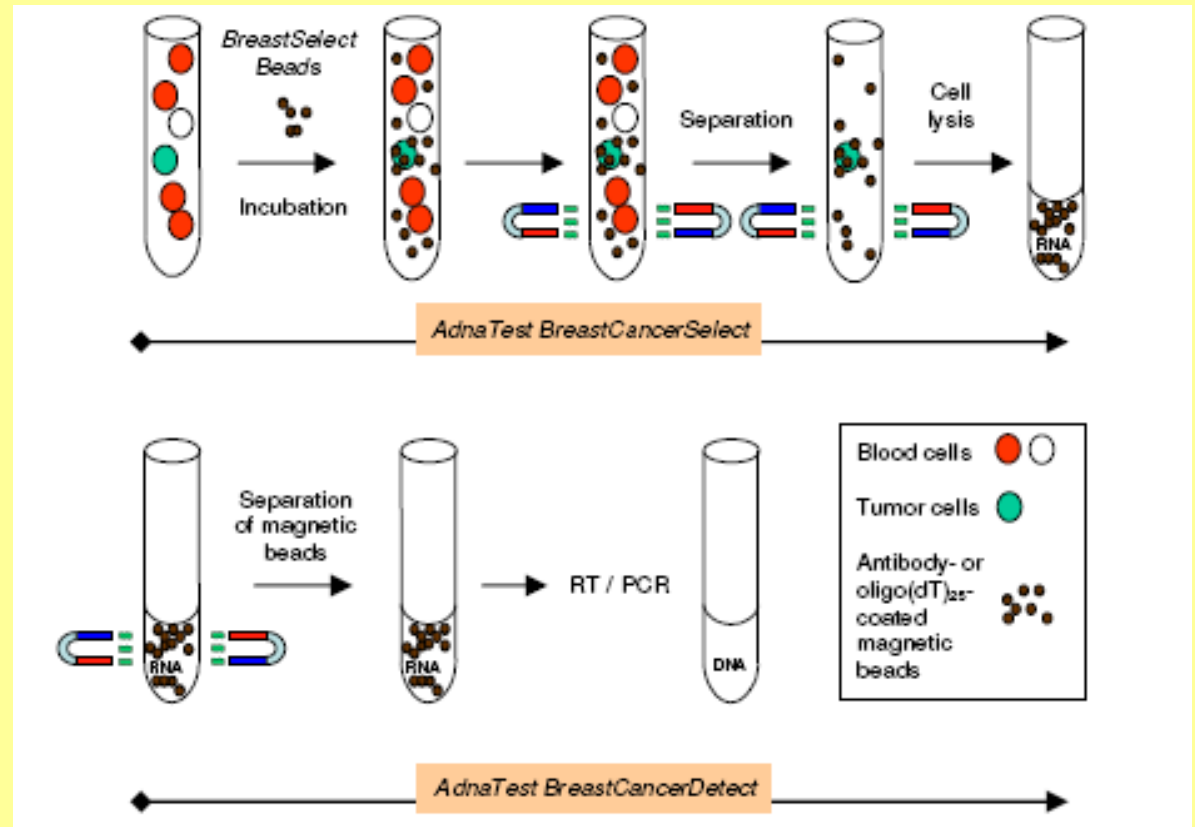 BreastSelect
Beads
Incubation
Separation
Cell
lysis
RNA
AdnaTest BreastCancerSelect
Separation
of magnetic
beads
RT / PCR
RNA
RNA
DNA
Blood cells
Tumor cells
Antibody- or
oligo(dT)₂₅-
coated
magnetic
beads
AdnaTest BreastCancerDetect